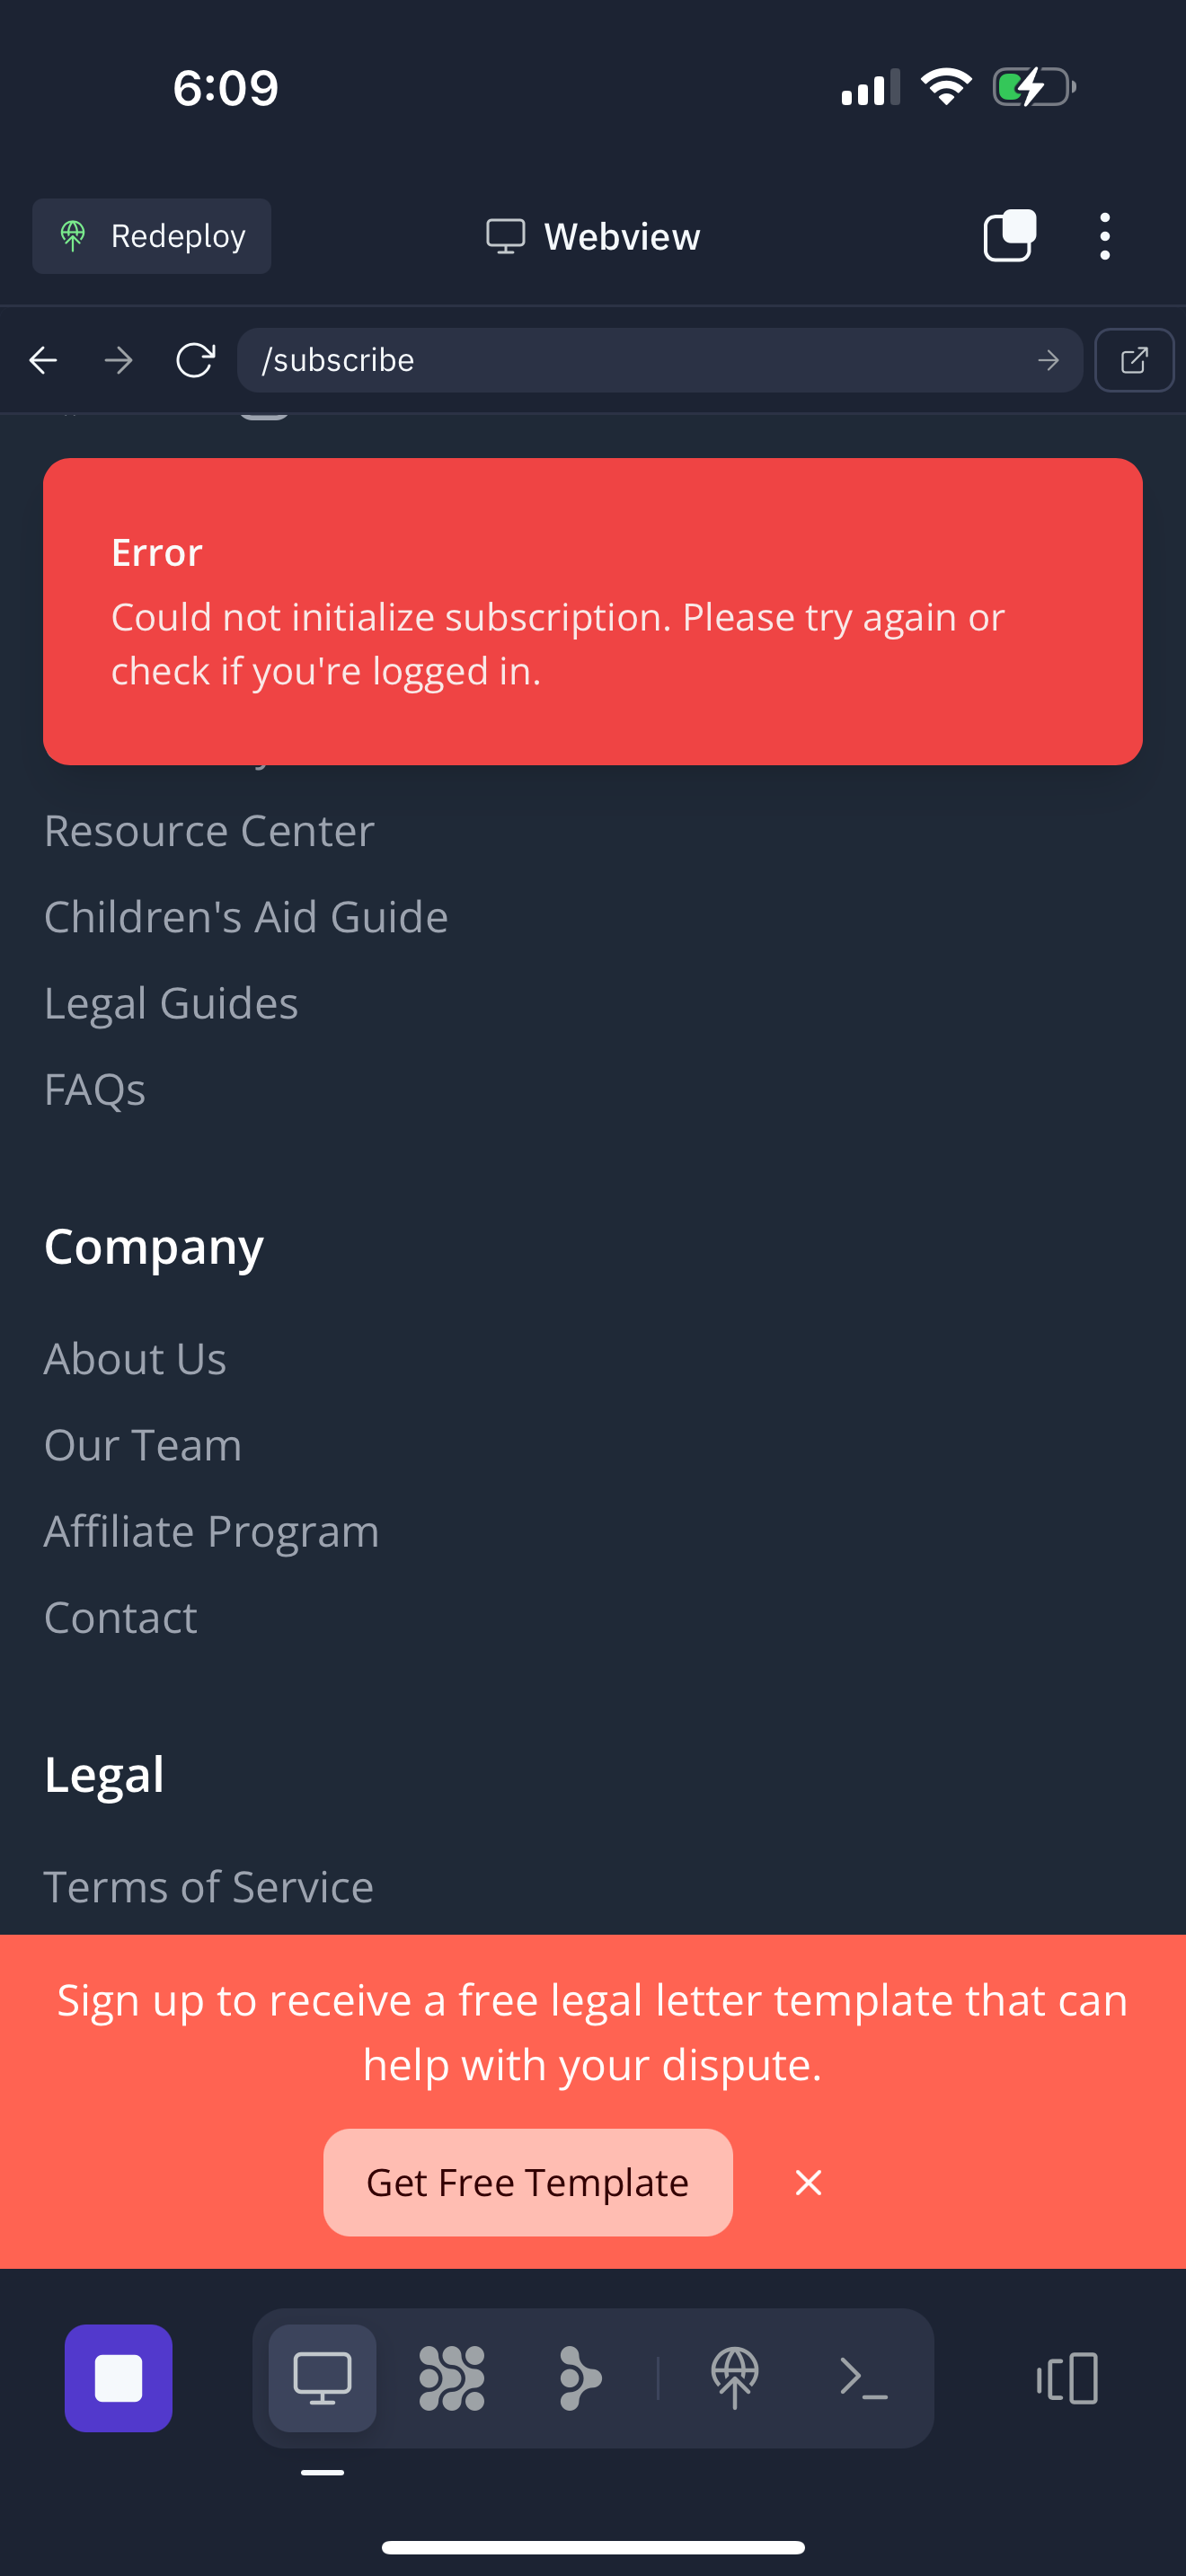 6:09
Redeploy
Webview
/subscribe
Error
Could not initialize subscription. Please try again or
check if you're logged in.
Resource Center
Children's Aid Guide
Legal Guides
FAQs
Company
About Us
Our Team
Affiliate Program
Contact
Legal
Terms of Service
Sign up to receive a free legal letter template that can
help with your dispute.
Get Free Template